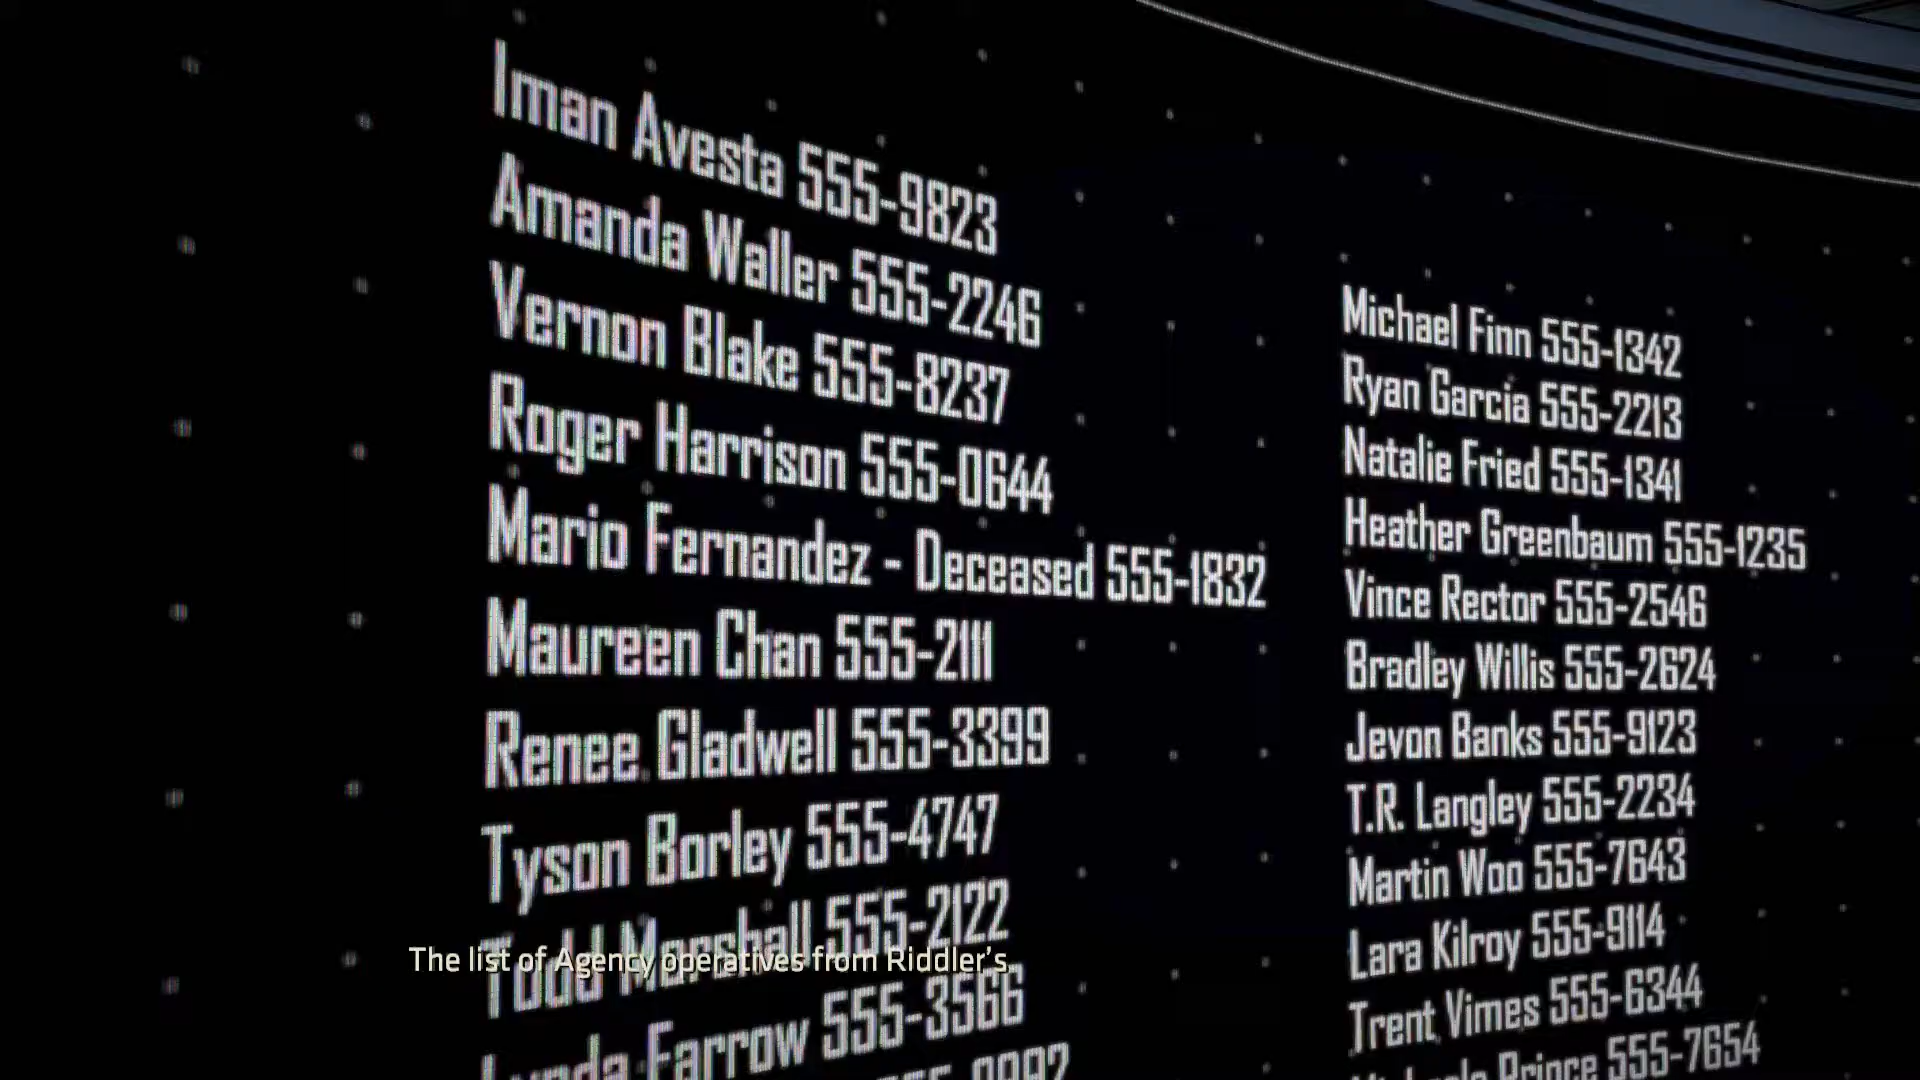 Iman Avesta 555-9823
Amanda Waller 555-2246
Vernon Blake 555-8237
Roger Harrison 555-0644
Mario Fernandez - Deceased 555-1832
Maureen Chan 555-2111
Renee Gladwell 555-3399
Tyson Borley 555-4747
Todd Marshall 555-2122
Lynda Farrow 555-3566
Michael Finn 555-1342
Ryan Garcia 555-2213
Natalie Fried 555-1341
Heather Greenbaum 555-1235
Vince Rector 555-2546
Bradley Willis 555-2624
Jevon Banks 555-9123
T.R. Langley 555-2234
Martin Woo 555-7643
Lara Kilroy 555-9114
Trent Vimes 555-6344
Prince 555-7654
The list of Agency operatives from Riddler's.